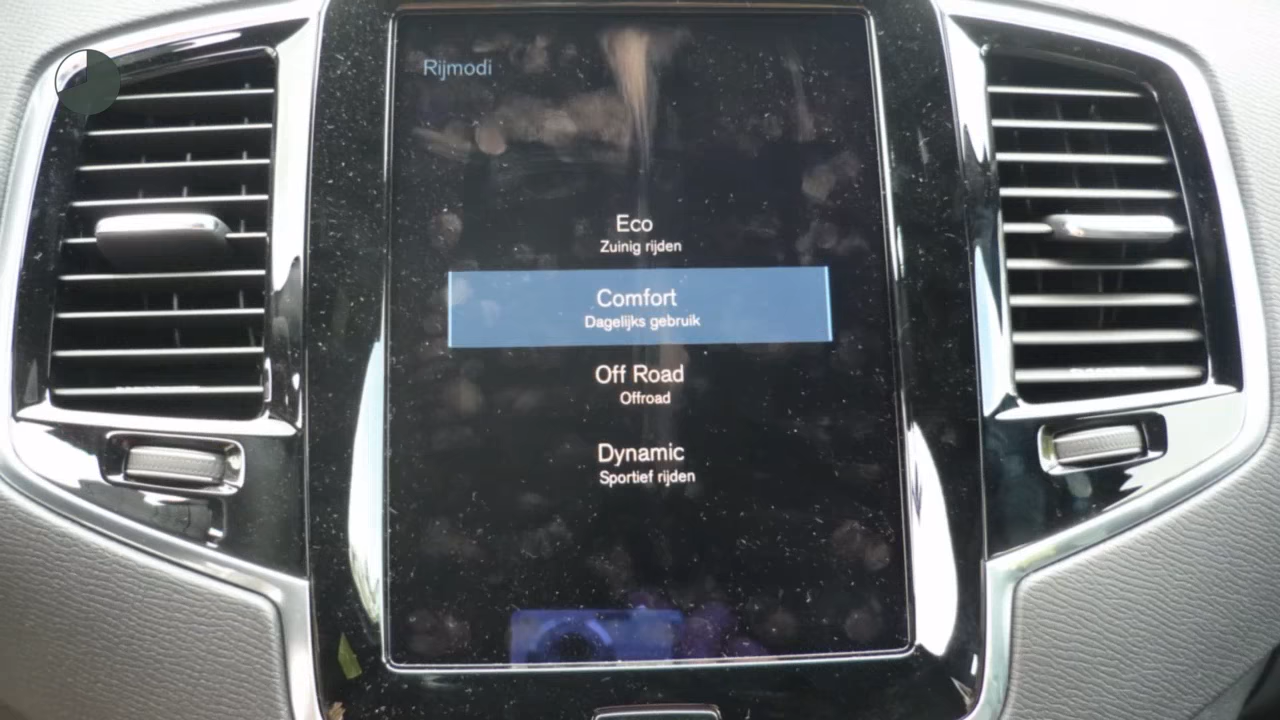 Rijmodi
Eco
Zuinig rijden
Comfort
Dagelijks gebruik
Off Road
Offroad
Dynamic
Sportief rijden